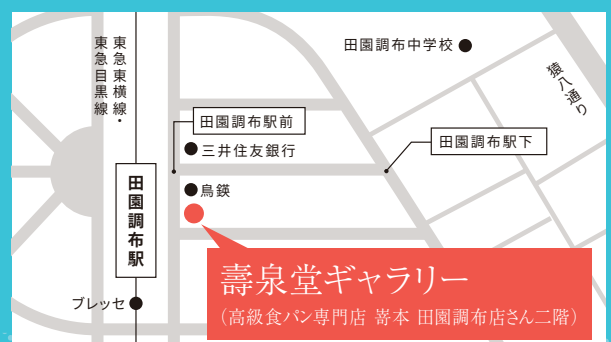 東急東横線・
東急目黒線
田園調布中学校
猿八通り
田園調布駅前
三井住友銀行
田園調布駅下
田園調布駅
鳥鍈
壽泉堂ギャラリー
（高級食パン専門店 嵜本 田園調布店さん二階）
プレッセ